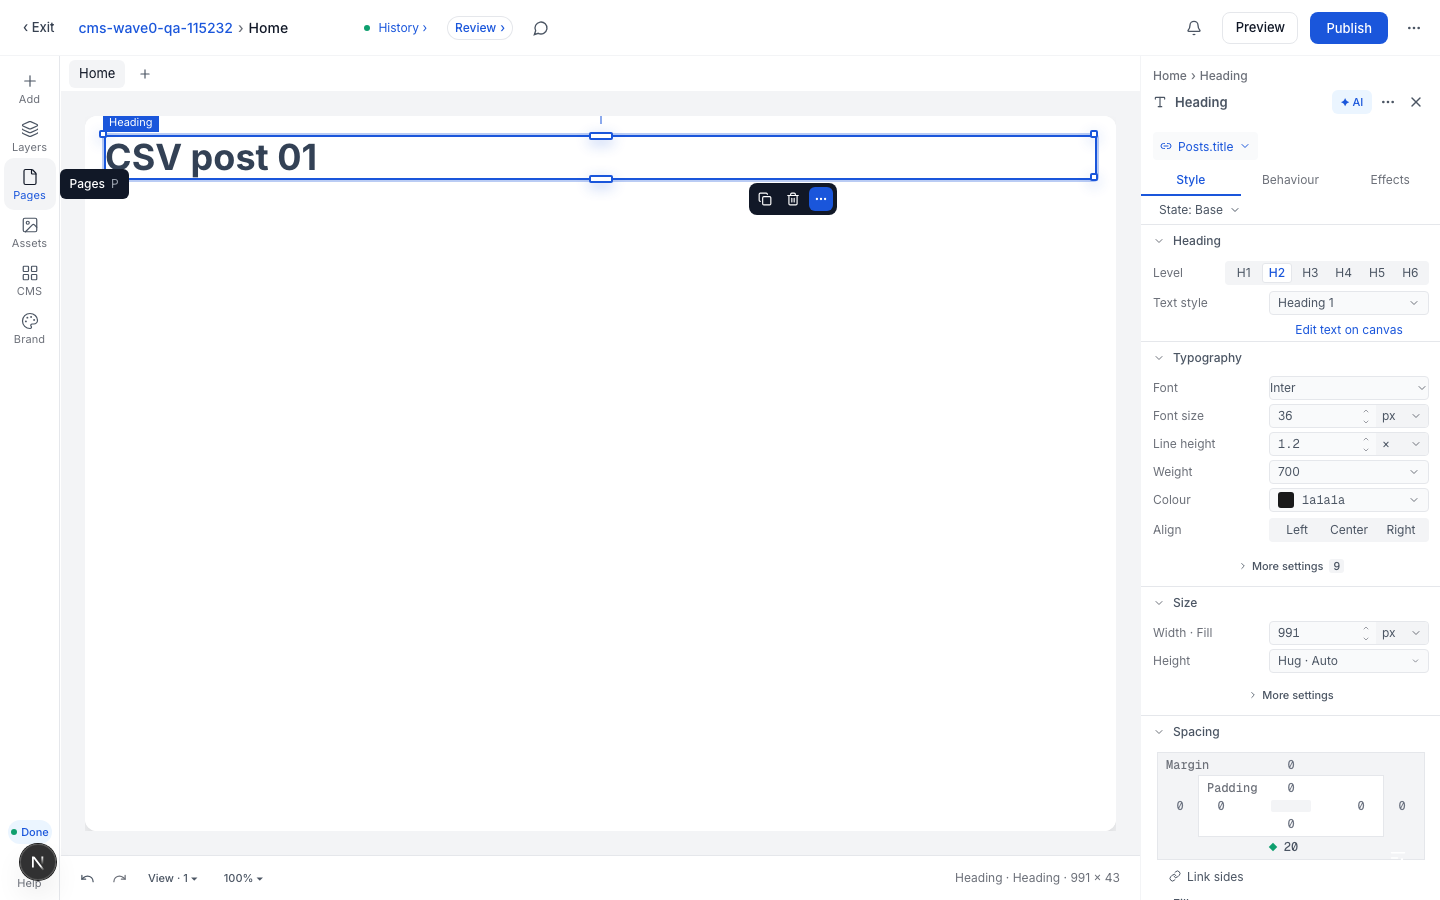 ‹ Exit
cms-wave0-qa-115232 › Home
History ›
Review ›
Preview
Publish
Add
Layers
Pages
Assets
CMS
Brand
Pages P
Home
Heading
CSV post 01
Home › Heading
Heading
AI
Posts.title
Style
Behaviour
Effects
State: Base
Heading
Level
H1
H2
H3
H4
H5
H6
Text style
Heading 1
Edit text on canvas
Typography
Font
Inter
Font size
36
px
Line height
1.2
×
Weight
700
Colour
1a1a1a
Align
Left
Center
Right
More settings 9
Size
Width · Fill
991
px
Height
Hug · Auto
More settings
Spacing
Margin
0
Padding
0
0
0
0
0
0
20
Link sides
Done
N
Help
View · 1
100%
Heading · Heading · 991 × 43